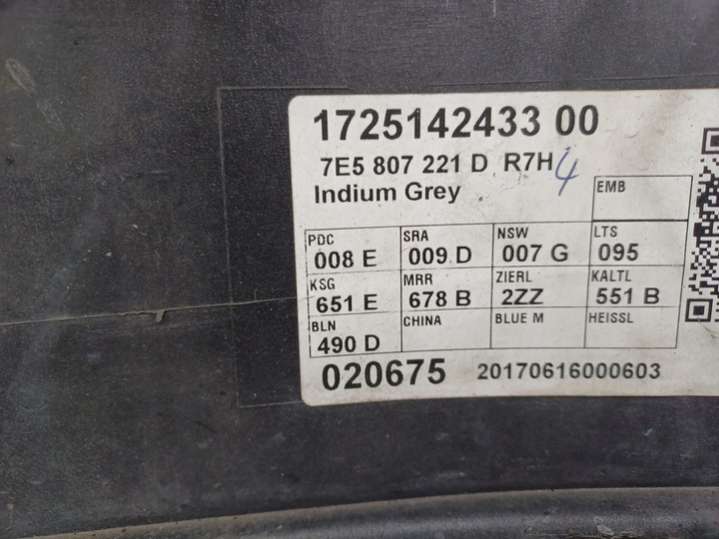 1725142433 00
7E5 807 221 D R7H 4
Indium Grey
EMB
PDC SRA NSW LTS
008 E 009 D 007 G 095
KSG MRR ZIERL KALTL
651 E 678 B 2ZZ 551 B
BLN CHINA BLUE M HEISSL
490 D
020675 20170616000603